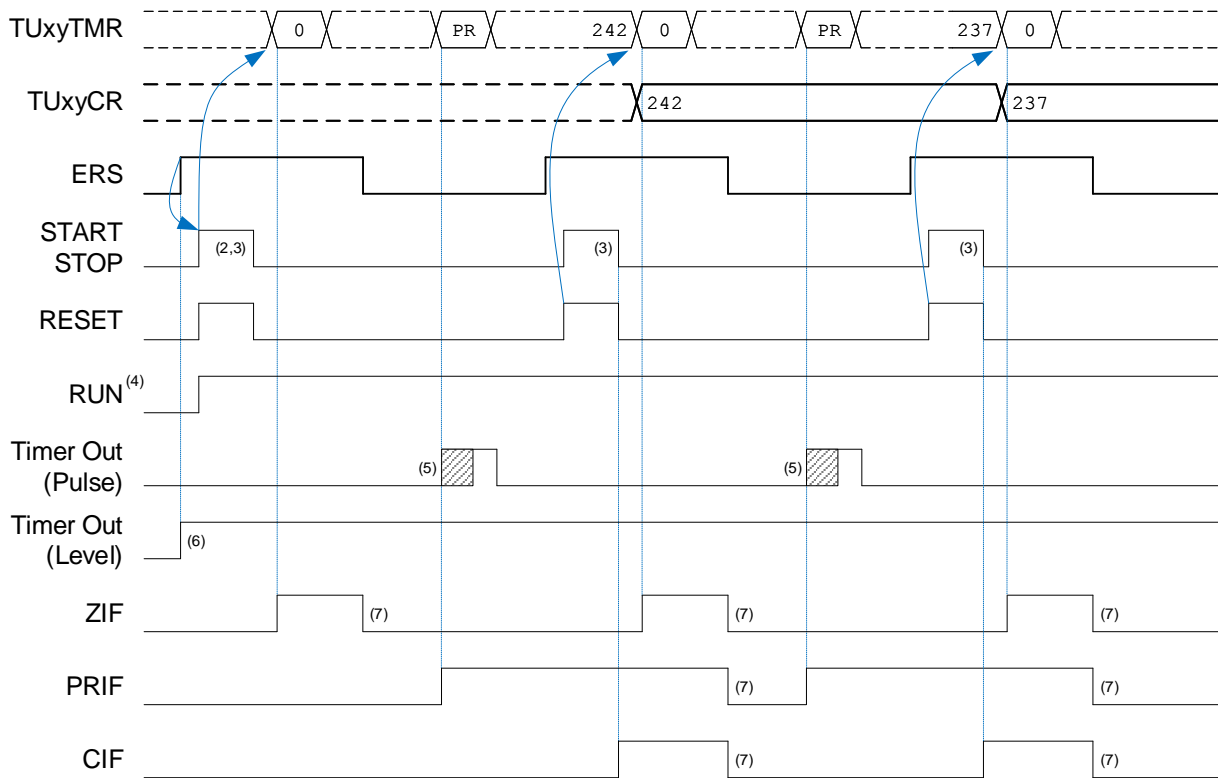 TUxyTMR 0 PR 242 0 PR 237 0
TUxyCR 242 237
ERS
START
STOP (2,3) (3) (3)
RESET
RUN (4)
Timer Out
(Pulse) (5) (5)
Timer Out
(Level) (6)
ZIF (7) (7) (7)
PRIF (7) (7)
CIF (7) (7)